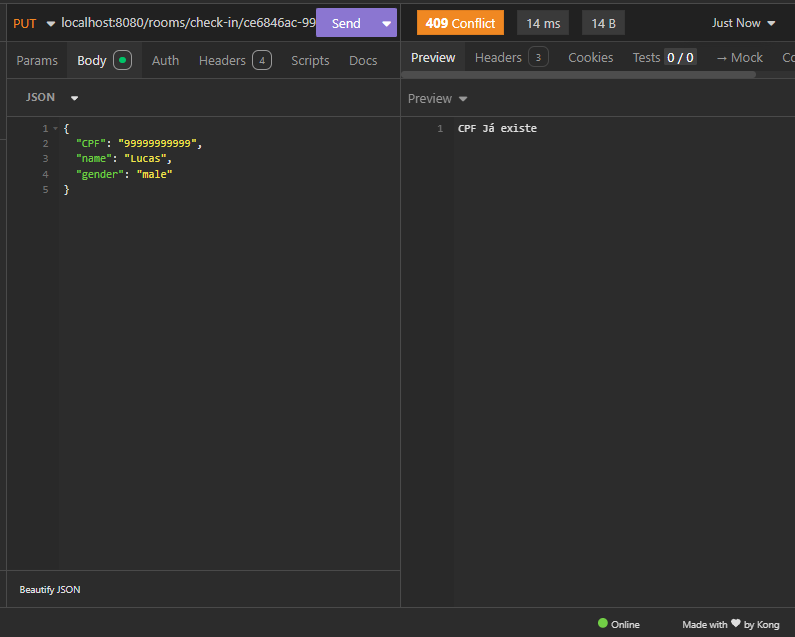 PUT localhost:8080/rooms/check-in/ce6846ac-99 Send 409 Conflict 14 ms 14 B Just Now
Params Body Auth Headers 4 Scripts Docs
Preview Headers 3 Cookies Tests 0 / 0 → Mock Co
JSON
Preview
1 {
2 "CPF": "99999999999",
3 "name": "Lucas",
4 "gender": "male"
5 }
1 CPF Já existe
Beautify JSON
Online Made with ❤ by Kong